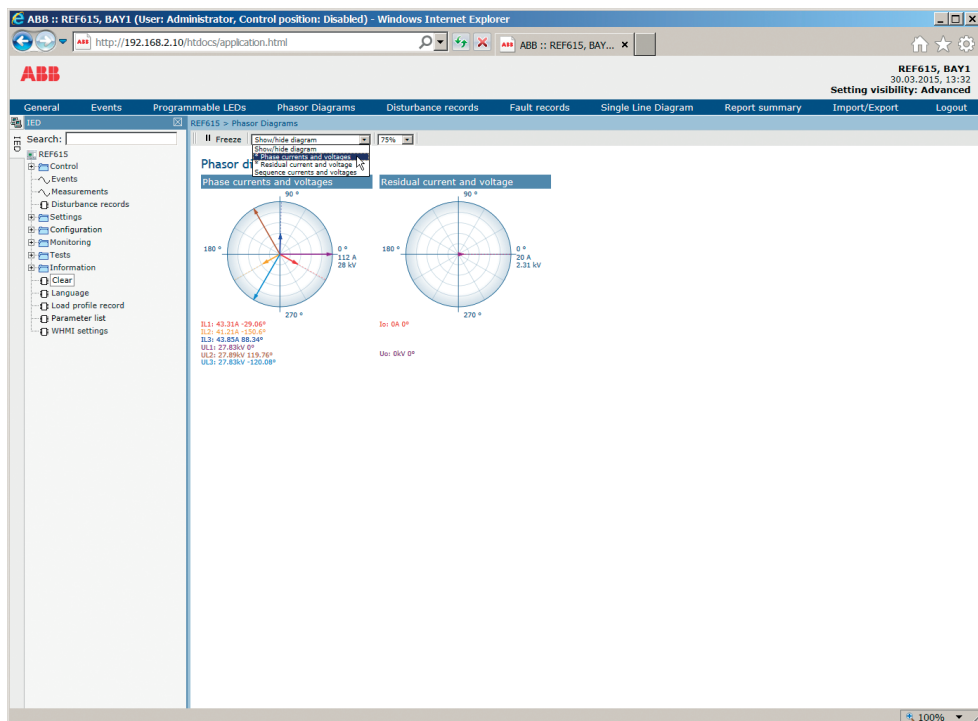 ABB :: REF615, BAY1 (User: Administrator, Control position: Disabled) - Windows Internet Explorer
http://192.168.2.10/htdocs/application.html
ABB :: REF615, BAY...
ABB
REF615, BAY1
30.03.2015, 13:32
Setting visibility: Advanced
General Events Programmable LEDs Phasor Diagrams Disturbance records Fault records Single Line Diagram Report summary Import/Export Logout
IED
IED
REF615 > Phasor Diagrams
Search:
REF615
Control
Events
Measurements
Disturbance records
Settings
Configuration
Monitoring
Tests
Information
Clear
Language
Load profile record
Parameter list
WHMI settings
Freeze
Show/hide diagram
75%
Show/hide diagram
* Phase currents and voltages
* Residual current and voltage
Sequence currents and voltages
Phasor di
Phase currents and voltages
90 °
180 °
0 °
112 A
28 kV
270 °
IL1: 43.31A -29.06°
IL2: 41.21A -150.6°
IL3: 43.85A 88.34°
UL1: 27.83kV 0°
UL2: 27.89kV 119.76°
UL3: 27.83kV -120.08°
Residual current and voltage
90 °
180 °
0 °
20 A
2.31 kV
270 °
Io: 0A 0°
Uo: 0kV 0°
100%